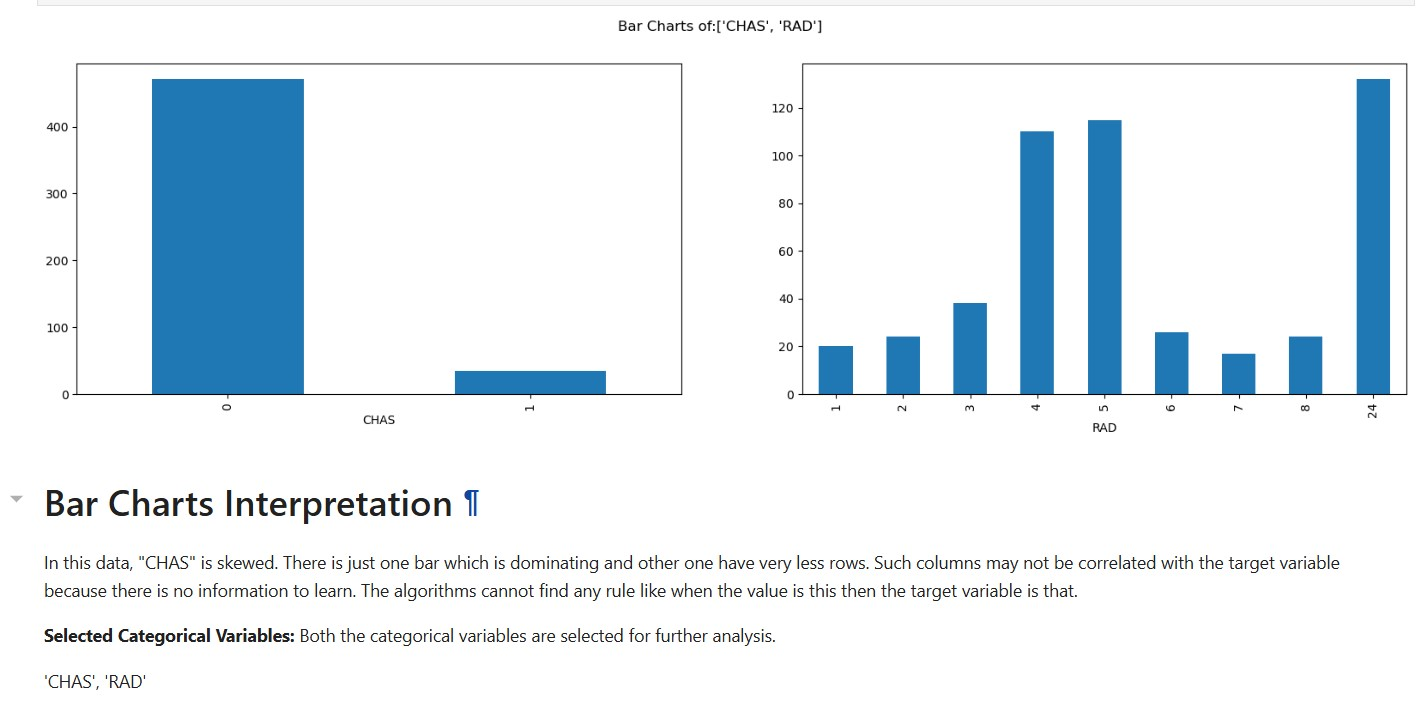 Bar Charts of:['CHAS', 'RAD']
400
300
200
100
0
0
1
CHAS
120
100
80
60
40
20
0
1
2
3
4
5
6
7
8
24
RAD
Bar Charts Interpretation ¶
In this data, "CHAS" is skewed. There is just one bar which is dominating and other one have very less rows. Such columns may not be correlated with the target variable
because there is no information to learn. The algorithms cannot find any rule like when the value is this then the target variable is that.
Selected Categorical Variables: Both the categorical variables are selected for further analysis.
'CHAS', 'RAD'